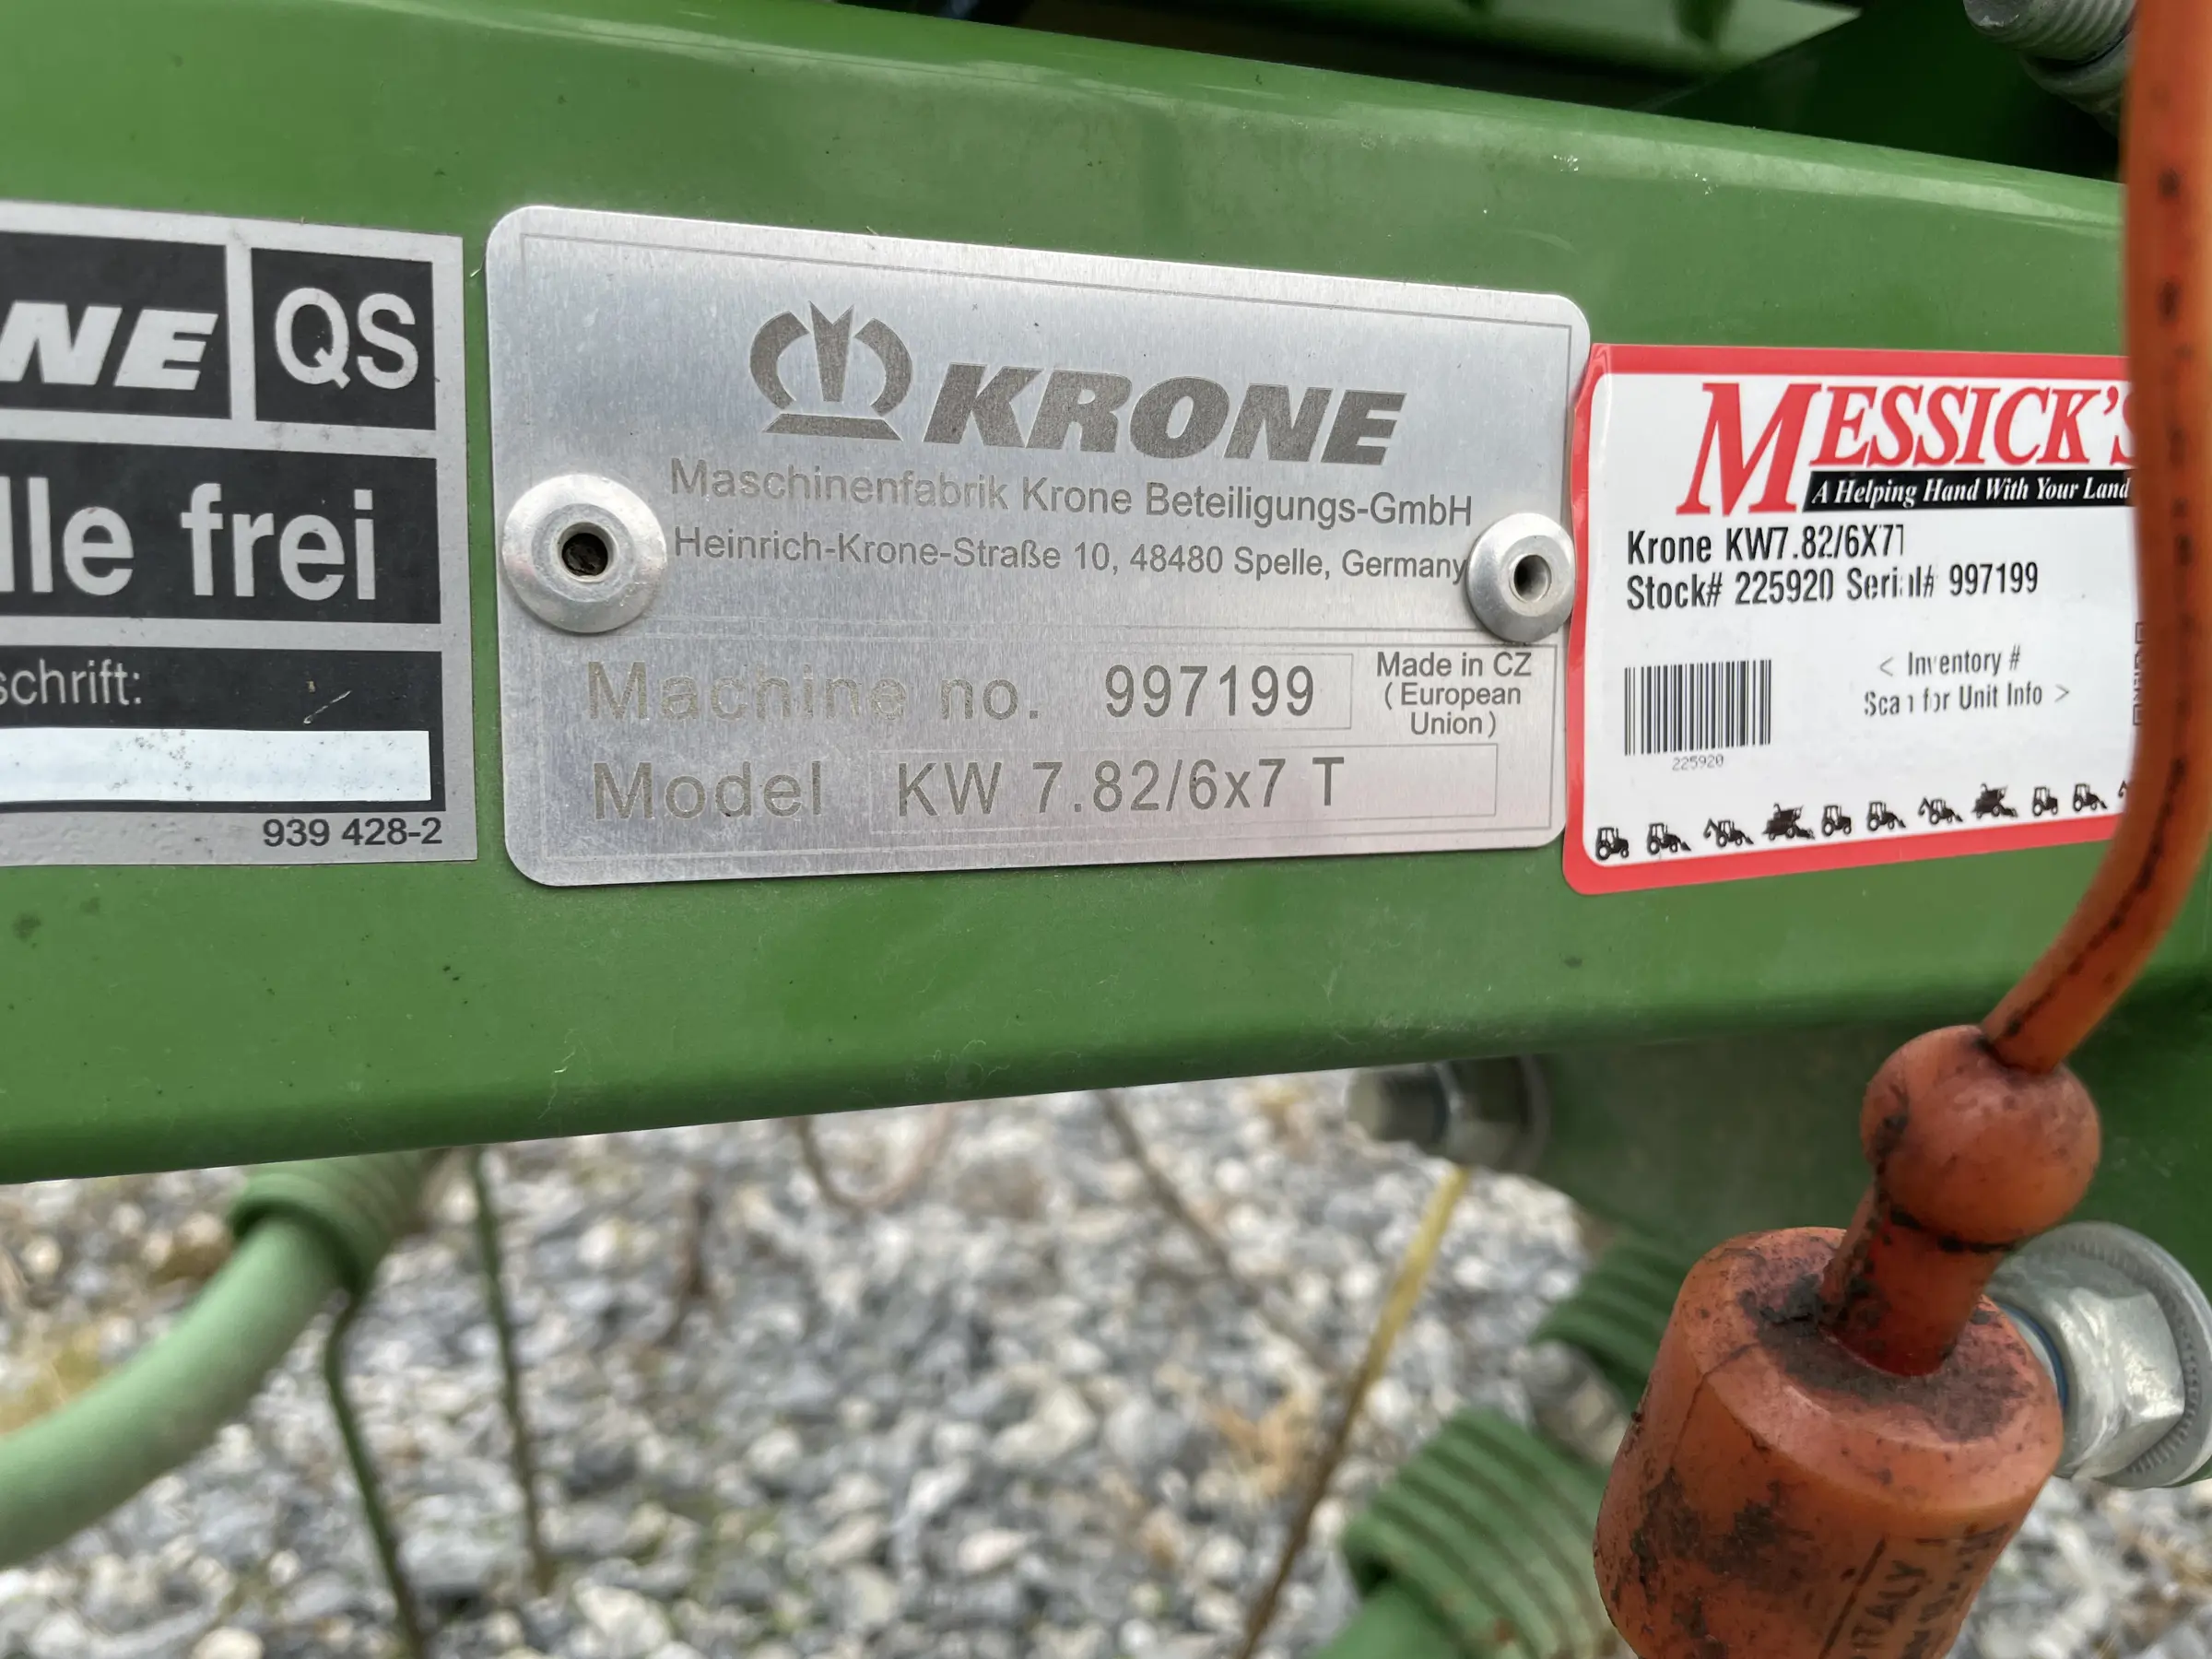 NE QS
lle frei
schrift:
939 428-2
KRONE
Maschinenfabrik Krone Beteiligungs-GmbH
Heinrich-Krone-Straße 10, 48480 Spelle, Germany
Machine no. 997199
Made in CZ
(European
Union)
Model KW 7.82/6x7 T
MESSICK'S
A Helping Hand With Your Land
Krone KW7.82/6X7T
Stock# 225920 Serial# 997199
< Inventory #
Scan for Unit Info >
225920
ITALY